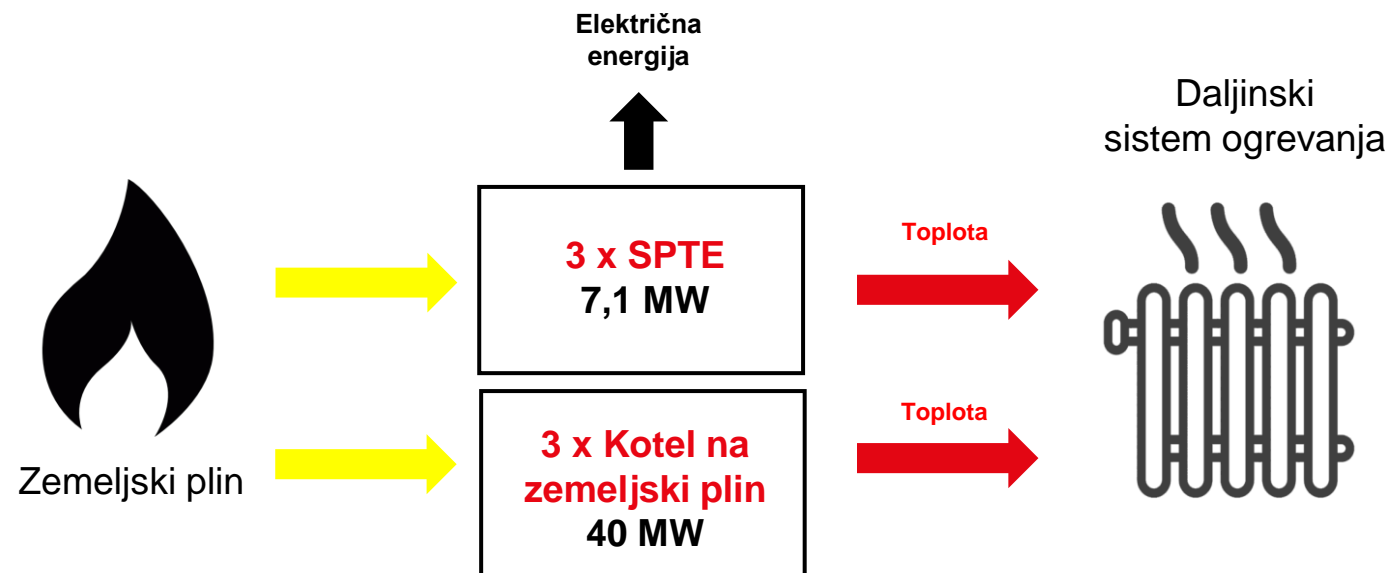 Električna
energija
Daljinski
sistem ogrevanja
3 x SPTE
7,1 MW
Toplota
Zemeljski plin
3 x Kotel na
zemeljski plin
40 MW
Toplota